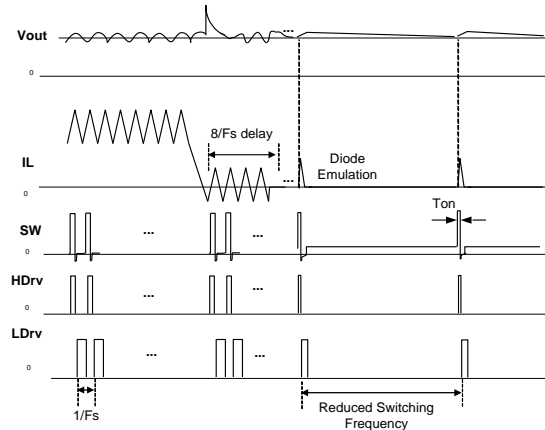 Vout
...
0
8/Fs delay
IL
Diode
Emulation
0
...
Ton
SW
0
...
...
HDrv
0
...
...
LDrv
0
...
...
1/Fs
Reduced Switching
Frequency